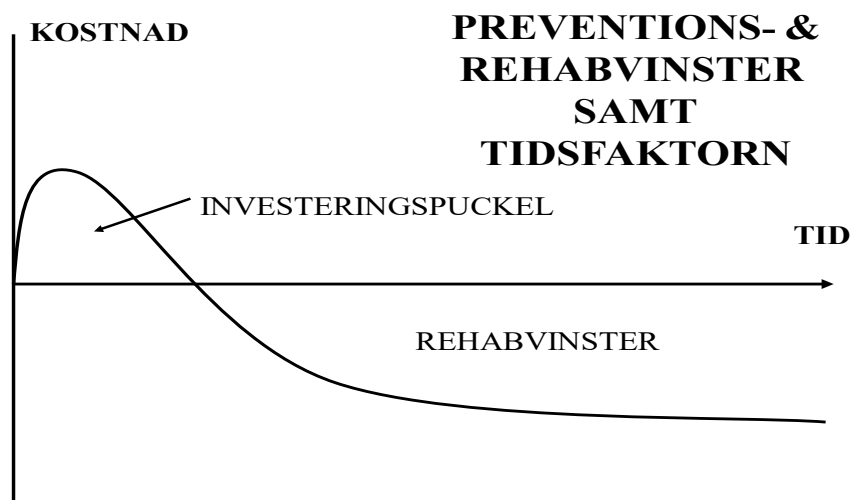 KOSTNAD
PREVENTIONS- &
REHABVINSTER
SAMT
TIDSFAKTORN
INVESTERINGSPUCKEL
TID
REHABVINSTER